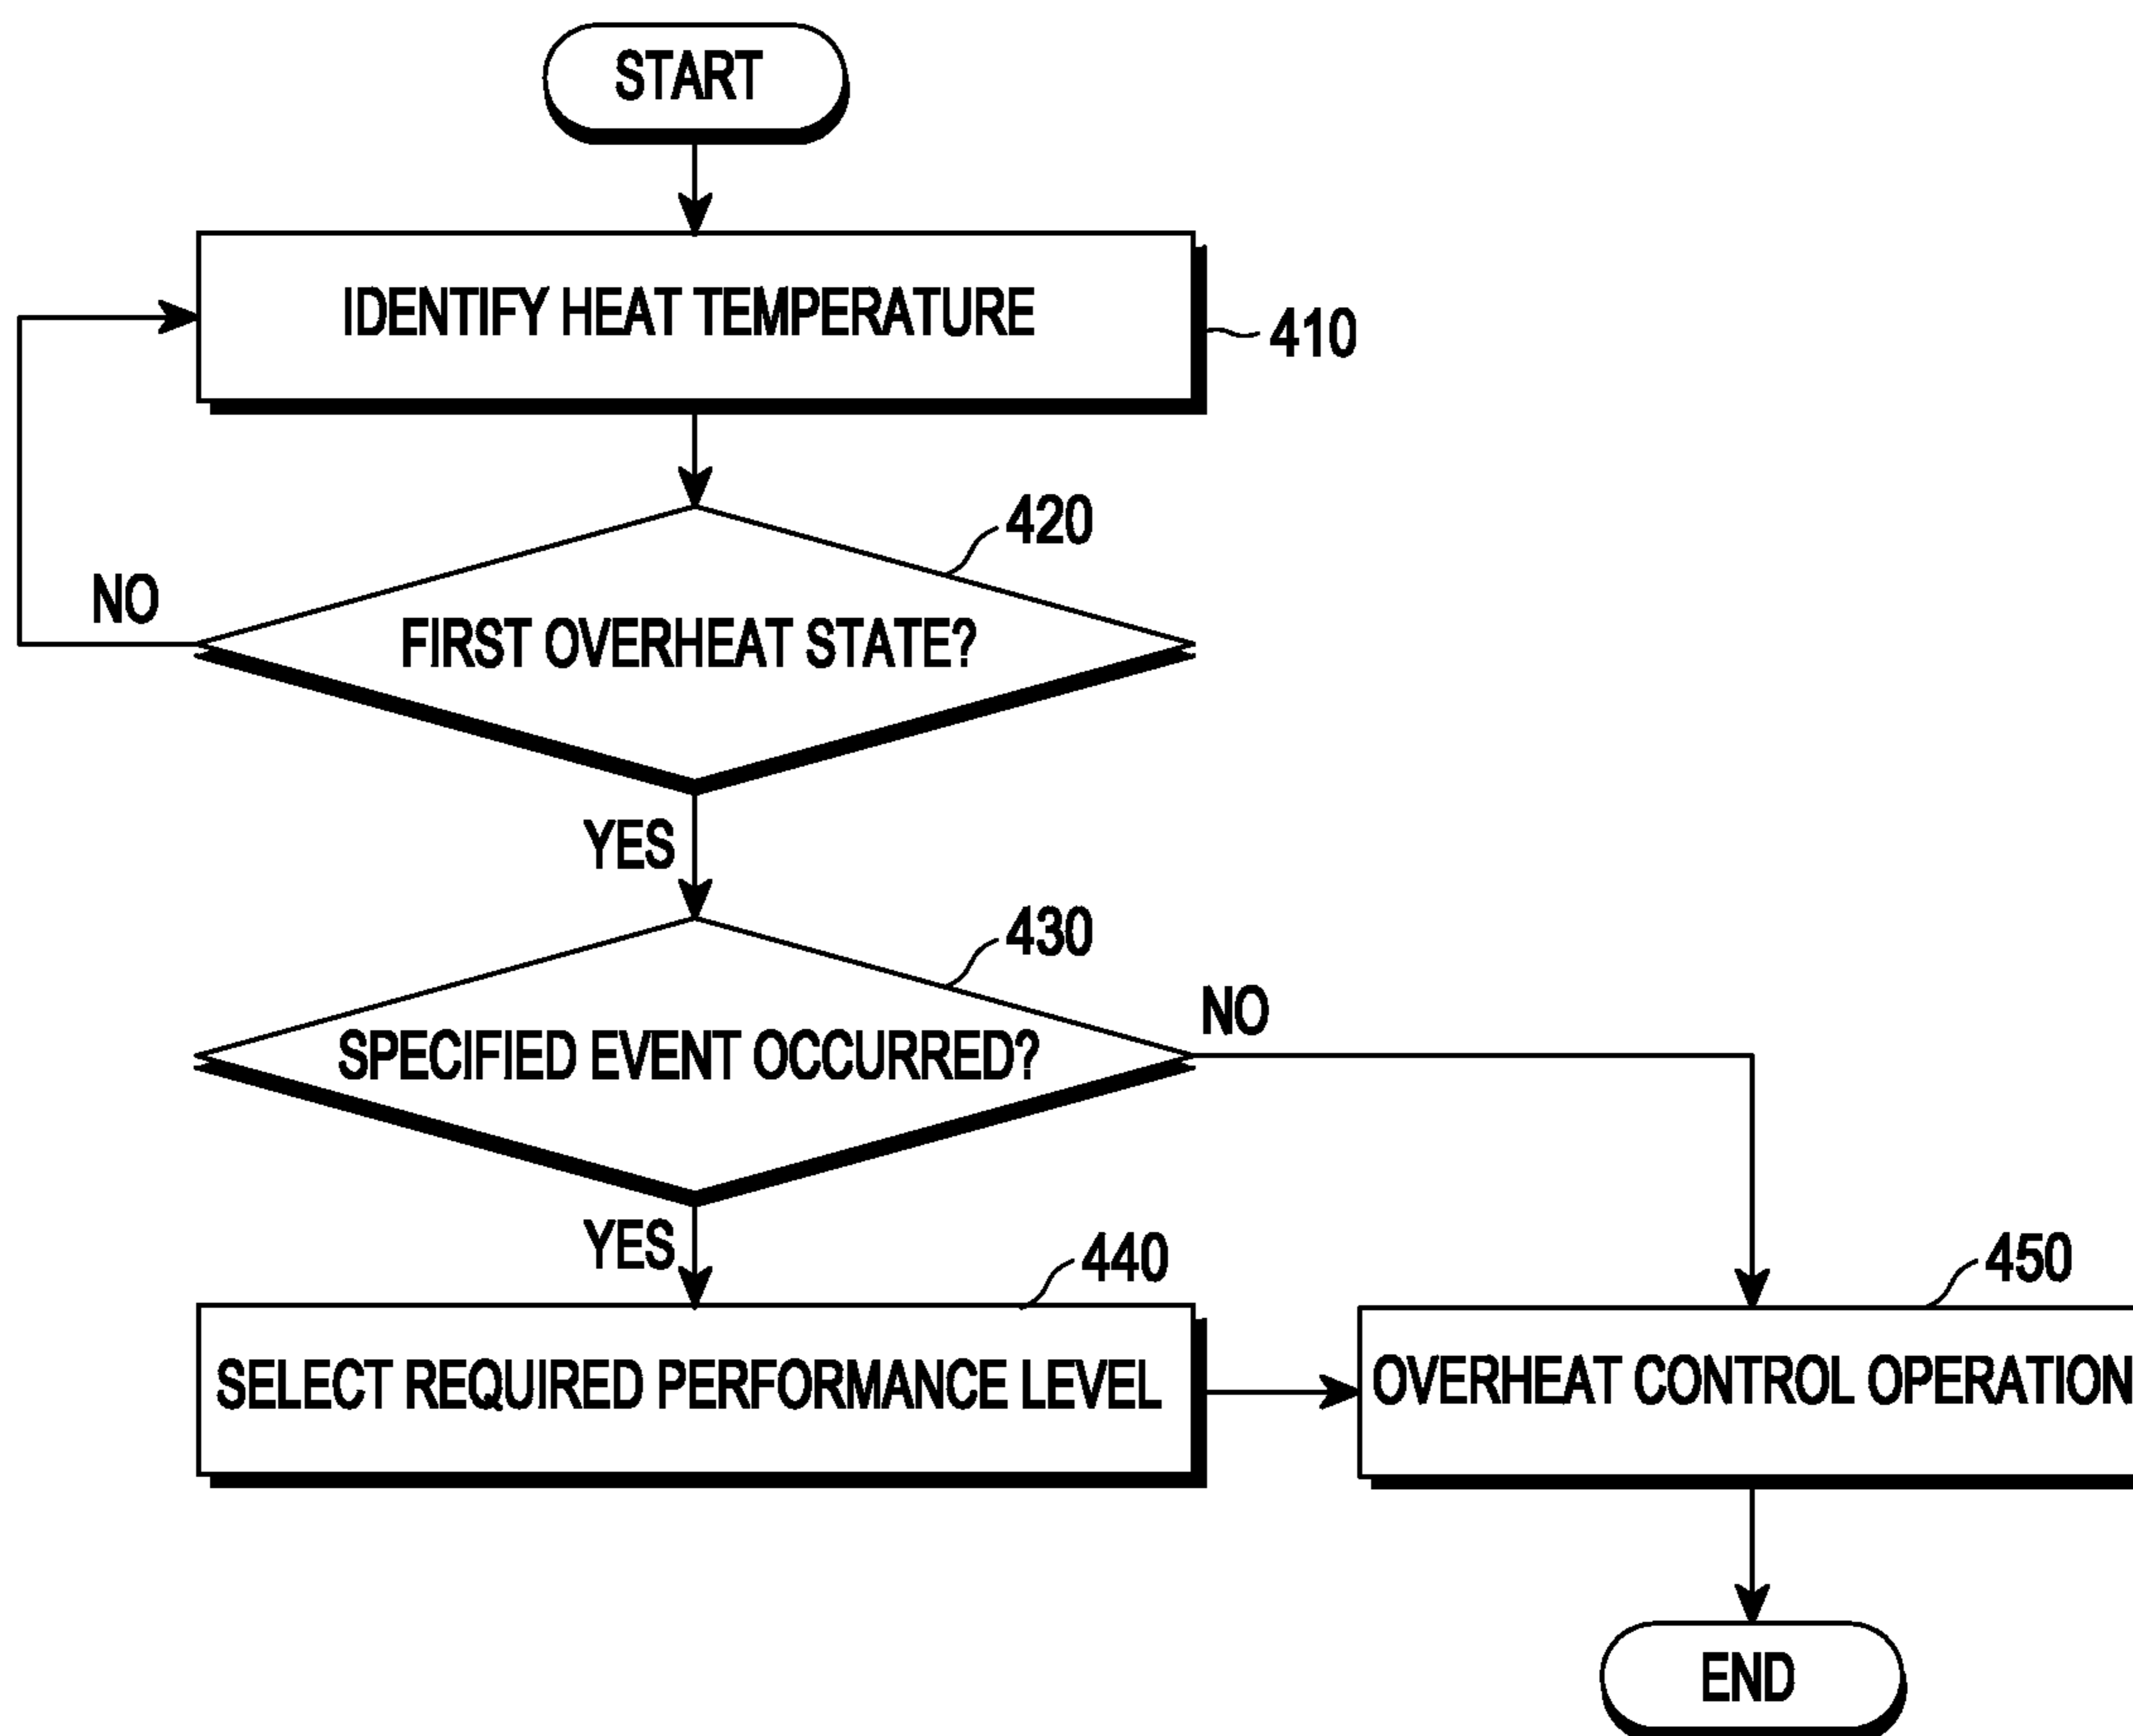 START
IDENTIFY HEAT TEMPERATURE
410
420
NO
FIRST OVERHEAT STATE?
YES
430
NO
SPECIFIED EVENT OCCURRED?
YES
440
450
SELECT REQUIRED PERFORMANCE LEVEL
OVERHEAT CONTROL OPERATION
END